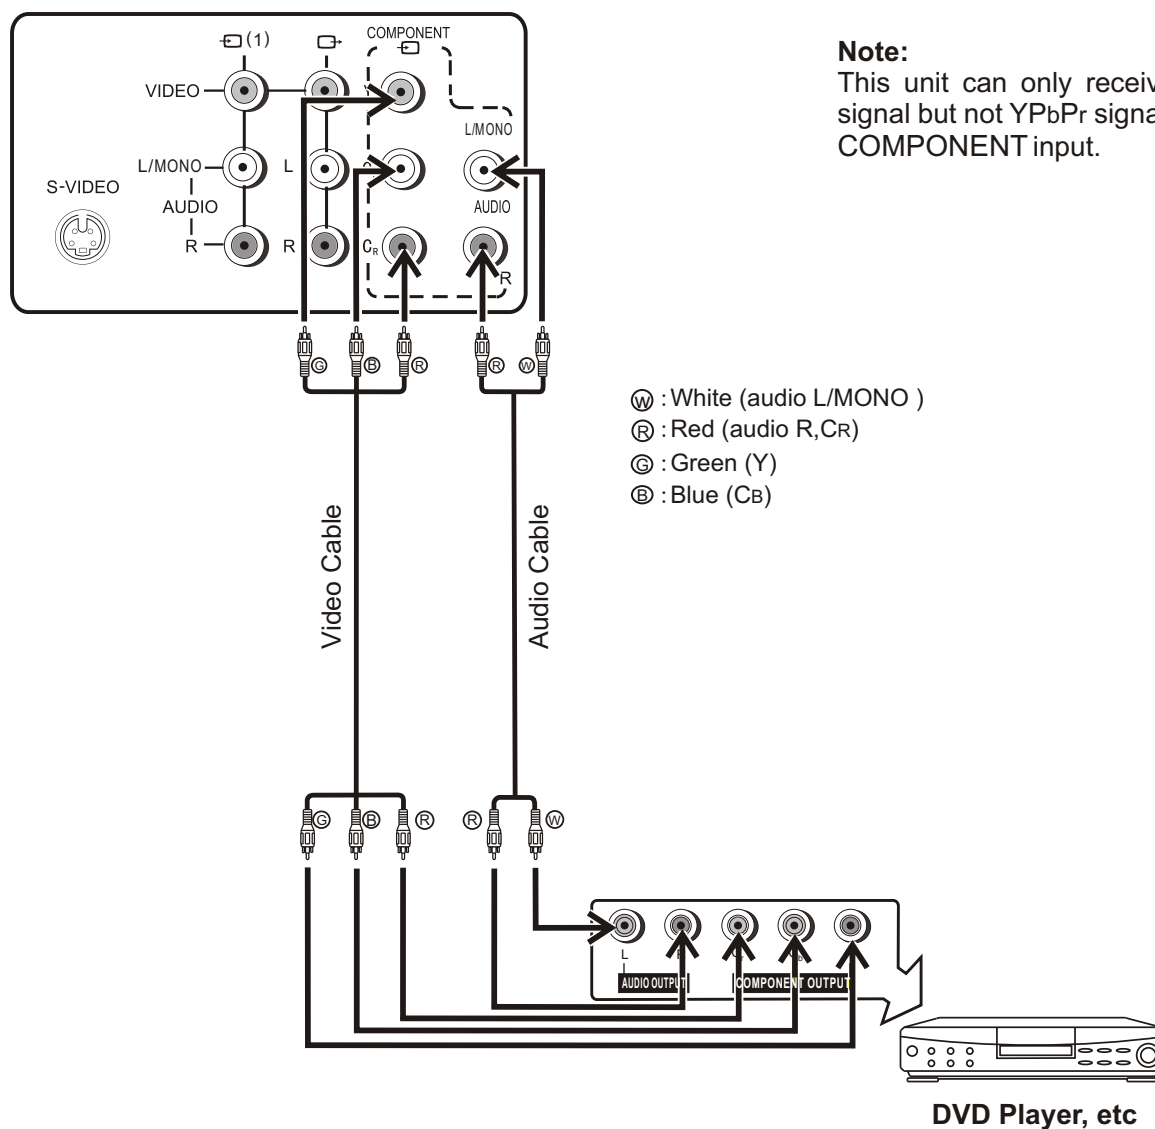 (1)
COMPONENT
VIDEO
L/MONO
L/MONO
L
S-VIDEO
AUDIO
AUDIO
R
R
CR
R
G
B
R
R
W
Note:
This unit can only
signal but not YPbPr
COMPONENT input.
W : White (audio L/MONO )
R : Red (audio R,CR)
G : Green (Y)
B : Blue (CB)
Video Cable
Audio Cable
G
B
R
R
W
L
AUDIO OUTPUT
COMPONENT OUTPUT
DVD Player, etc